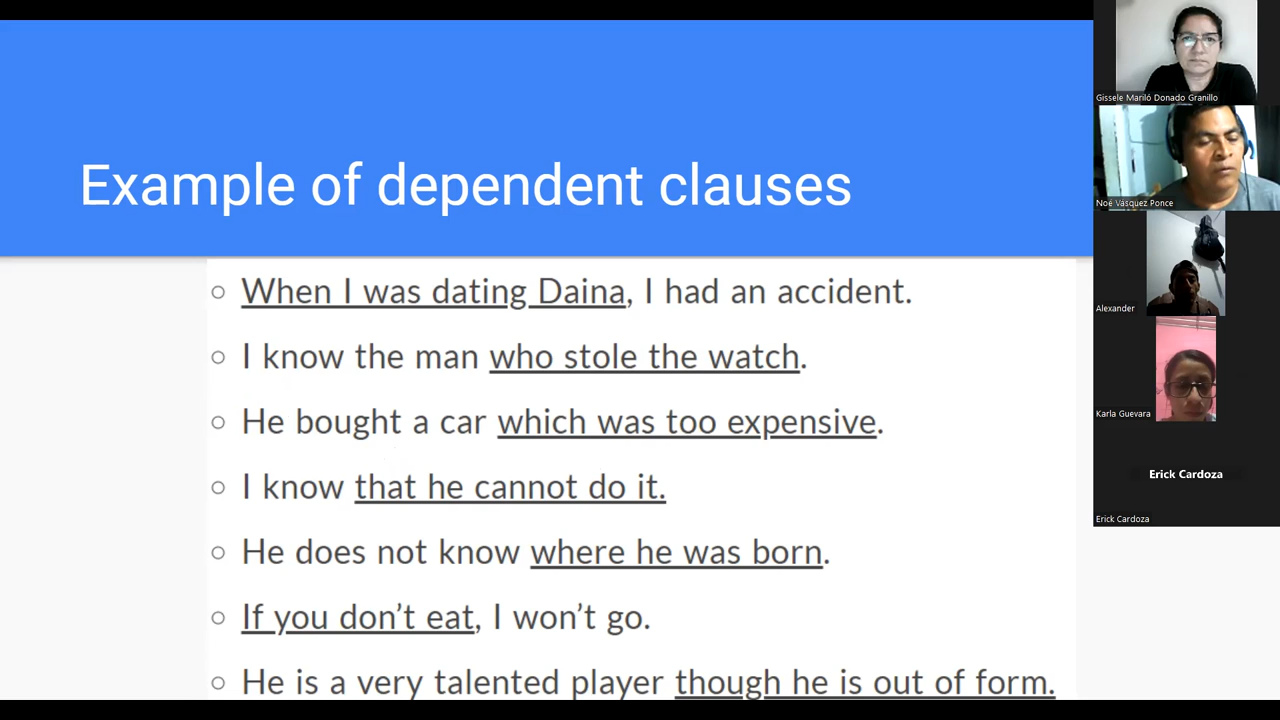 Example of dependent clauses
When I was dating Daina, I had an accident.
I know the man who stole the watch.
He bought a car which was too expensive.
I know that he cannot do it.
He does not know where he was born.
If you don't eat, I won't go.
He is a very talented player though he is out of form.
Gissele Mariló Donado Granillo
Noé Vásquez Ponce
Alexander
Karla Guevara
Erick Cardoza
Erick Cardoza